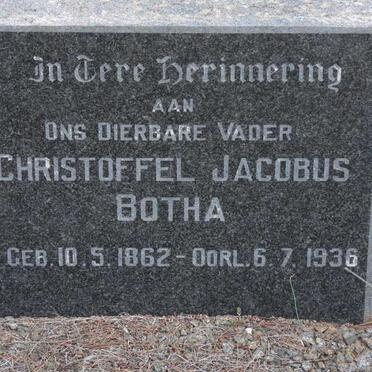 In Tere Herinnering
AAN
ONS DIERBARE VADER
CHRISTOFFEL JACOBUS
BOTHA
GEB. 10.5.1862 - OORL. 6.7.1936